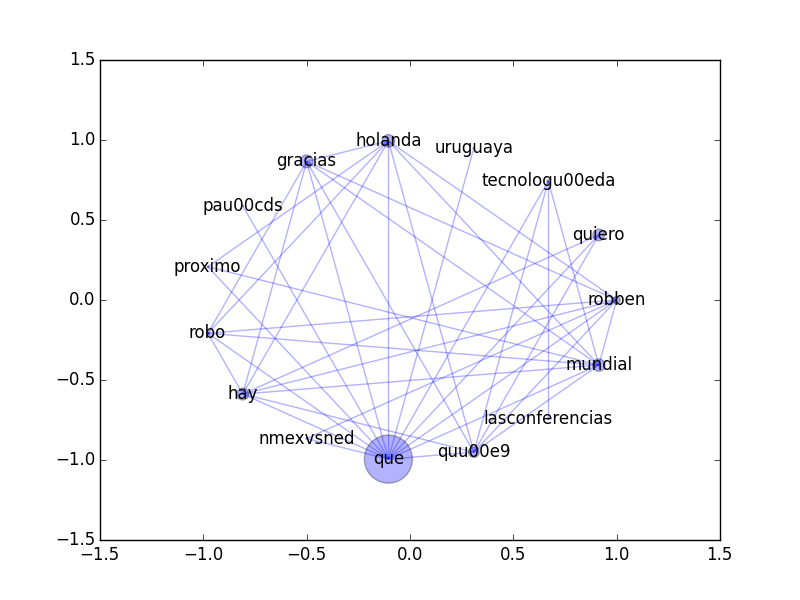 1.5
1.0
0.5
0.0
−0.5
−1.0
−1.5
holanda
uruguaya
gracias
tecnologu00eda
pau00cds
quiero
proximo
robben
robo
mundial
hay
lasconferencias
nmexvsned
quu00e9
que
−1.5
−1.0
−0.5
0.0
0.5
1.0
1.5